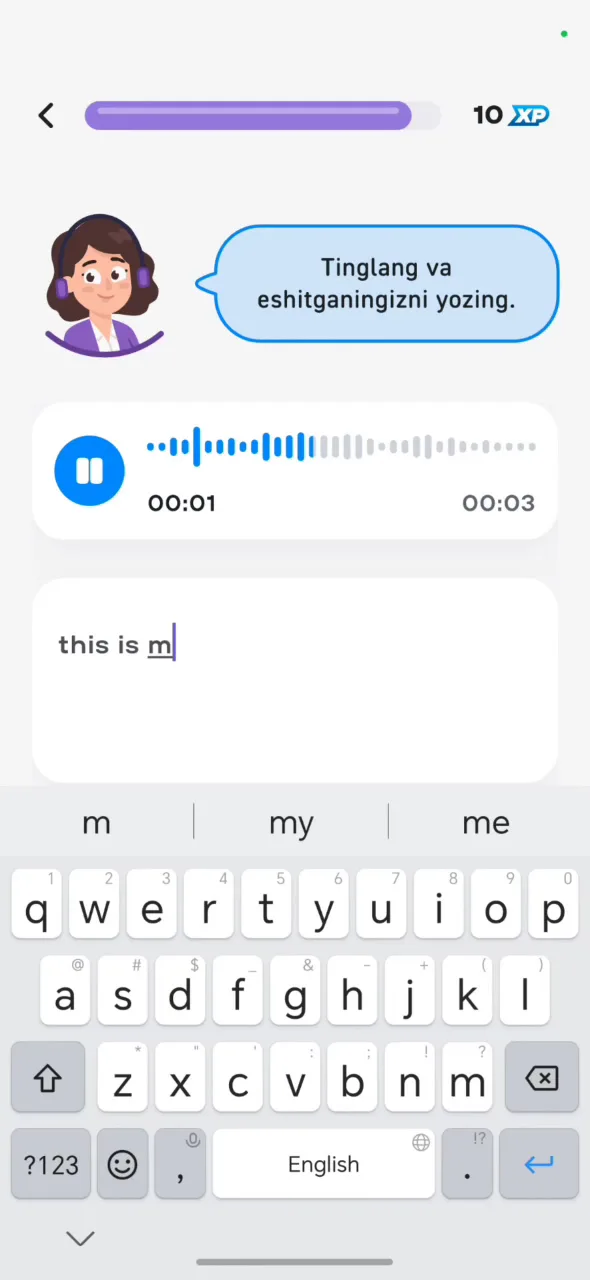 10 XP
Tinglang va
eshitganingizni yozing.
00:01 00:03
this is m
m my me
1 2 3 4 5 6 7 8 9 0
q w e r t y u i o p
@ # $ _ & - + ( )
a s d f g h j k l
* " ' : ; ! ?
z x c v b n m
?123 , English . !?